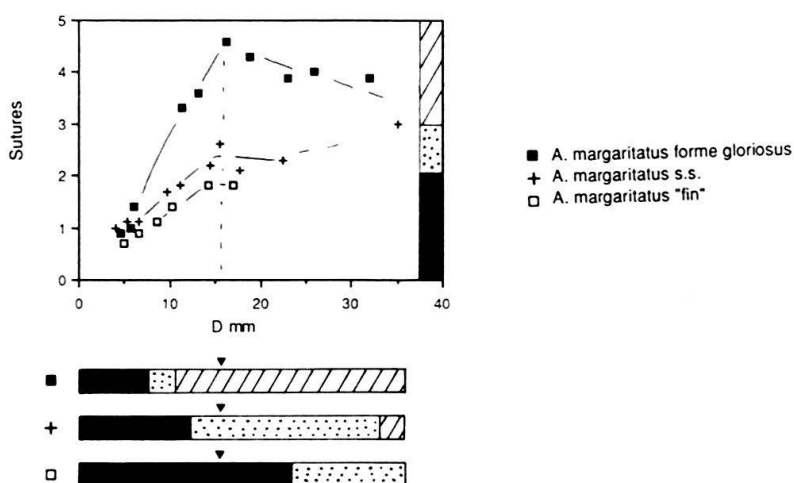 5
4
3
2
1
0
Sutures
0 10 20 30 40
D mm
A. margaritatus forme gloriosus
A. margaritatus s.s.
A. margaritatus "fin"